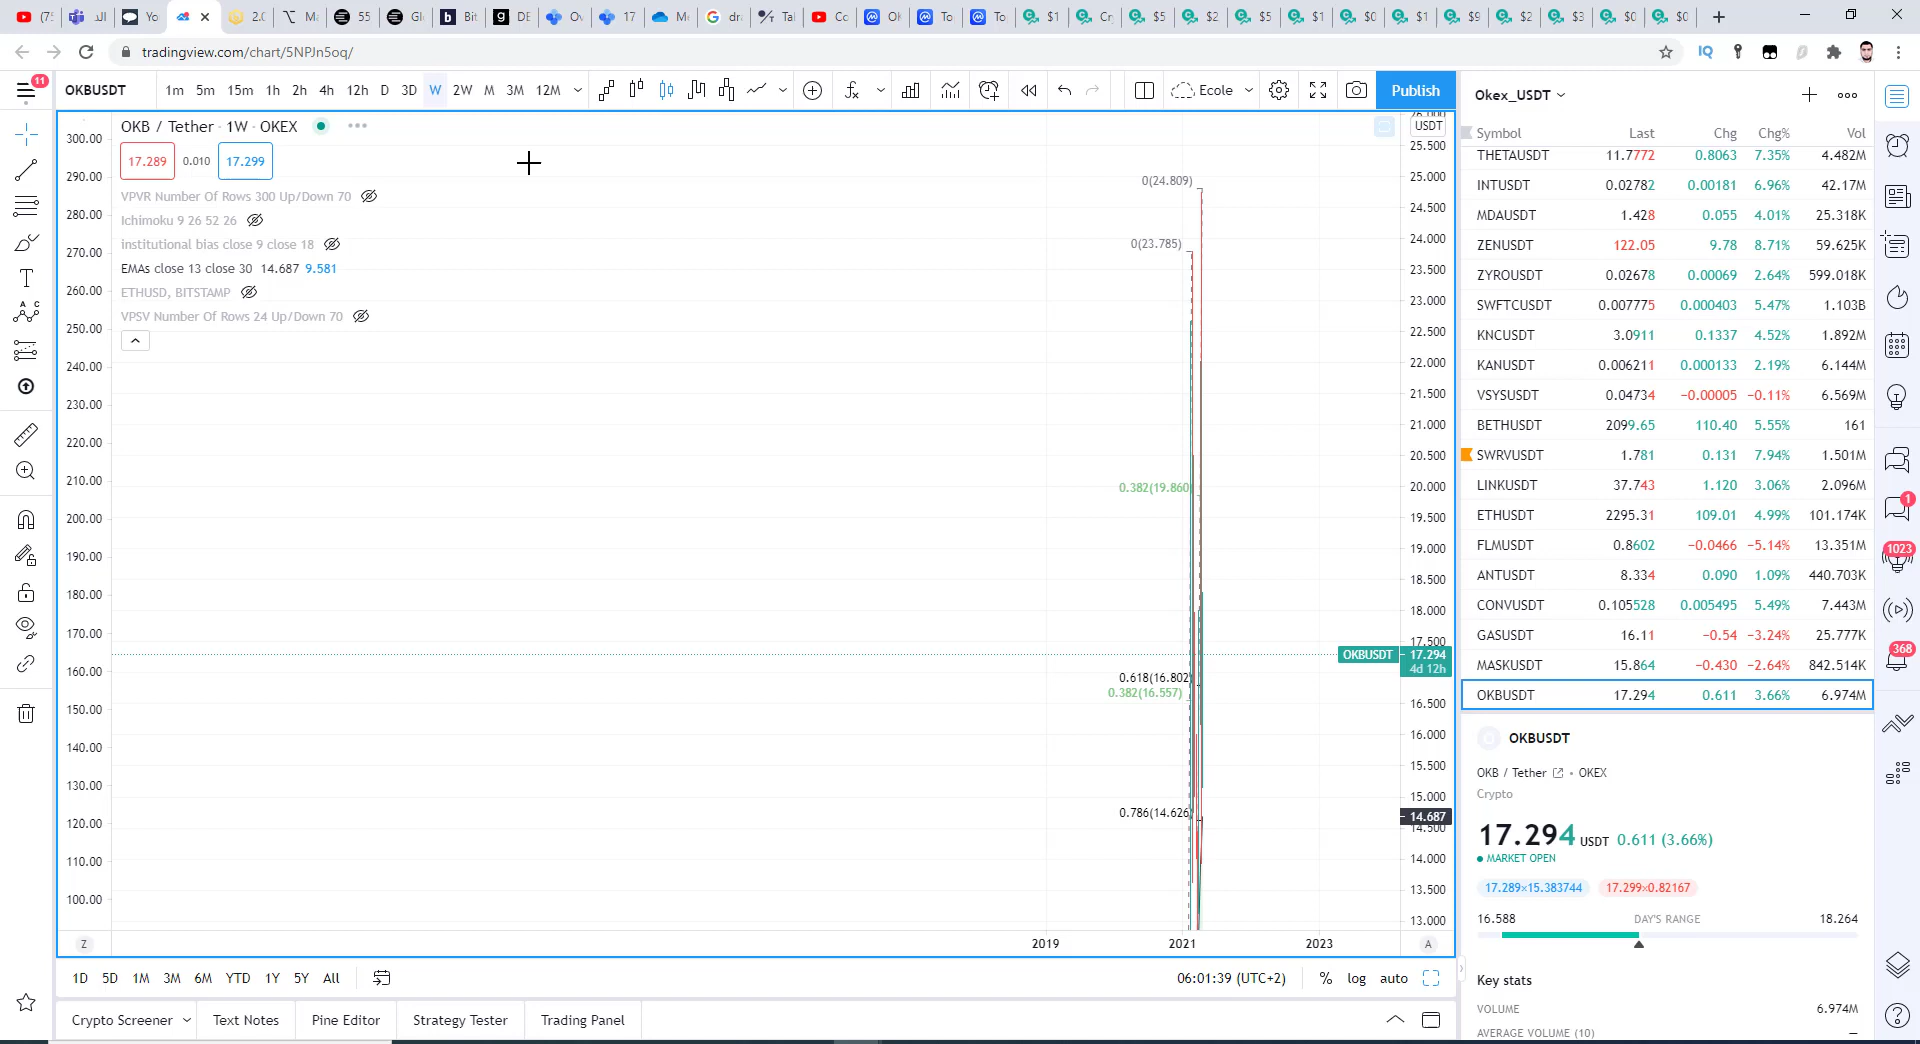 tradingview.com/chart/5NPJn5oq/
11
OKBUSDT 1m 5m 15m 1h 2h 4h 12h D 3D W 2W M 3M 12M Ecole Publish
OKB / Tether · 1W · OKEX
17.289 0.010 17.299
VPVR Number Of Rows 300 Up/Down 70
Ichimoku 9 26 52 26
institutional bias close 9 close 18
EMAs close 13 close 30 14.687 9.581
ETHUSD, BITSTAMP
VPSV Number Of Rows 24 Up/Down 70
300.00
290.00
280.00
270.00
260.00
250.00
240.00
230.00
220.00
210.00
200.00
190.00
180.00
170.00
160.00
150.00
140.00
130.00
120.00
110.00
100.00
Z
0(24.809)
0(23.785)
0.382(19.860)
0.618(16.802)
0.382(16.557)
0.786(14.626)
2019 2021 2023
USDT
25.500
25.000
24.500
24.000
23.500
23.000
22.500
22.000
21.500
21.000
20.500
20.000
19.500
19.000
18.500
18.000
17.500
OKBUSDT 17.294
4d 12h
16.500
16.000
15.500
15.000
14.687
14.500
14.000
13.500
13.000
A
1D 5D 1M 3M 6M YTD 1Y 5Y All
06:01:39 (UTC+2) % log auto
Crypto Screener Text Notes Pine Editor Strategy Tester Trading Panel
Okex_USDT
Symbol Last Chg Chg% Vol
THETAUSDT 11.7772 0.8063 7.35% 4.482M
INTUSDT 0.02782 0.00181 6.96% 42.17M
MDAUSDT 1.428 0.055 4.01% 25.318K
ZENUSDT 122.05 9.78 8.71% 59.625K
ZYROUSDT 0.02678 0.00069 2.64% 599.018K
SWFTCUSDT 0.007775 0.000403 5.47% 1.103B
KNCUSDT 3.0911 0.1337 4.52% 1.892M
KANUSDT 0.006211 0.000133 2.19% 6.144M
VSYSUSDT 0.04734 −0.00005 −0.11% 6.569M
BETHUSDT 2099.65 110.40 5.55% 161
SWRVUSDT 1.781 0.131 7.94% 1.501M
LINKUSDT 37.743 1.120 3.06% 2.096M
ETHUSDT 2295.31 109.01 4.99% 101.174K
FLMUSDT 0.8602 −0.0466 −5.14% 13.351M
ANTUSDT 8.334 0.090 1.09% 440.703K
CONVUSDT 0.105528 0.005495 5.49% 7.443M
GASUSDT 16.11 −0.54 −3.24% 25.777K
MASKUSDT 15.864 −0.430 −2.64% 842.514K
OKBUSDT 17.294 0.611 3.66% 6.974M
OKBUSDT
OKB / Tether • OKEX
Crypto
17.294 USDT 0.611 (3.66%)
MARKET OPEN
17.289×15.383744 17.299×0.82167
16.588 DAY'S RANGE 18.264
Key stats
VOLUME 6.974M
AVERAGE VOLUME (10) —
1
1023
368